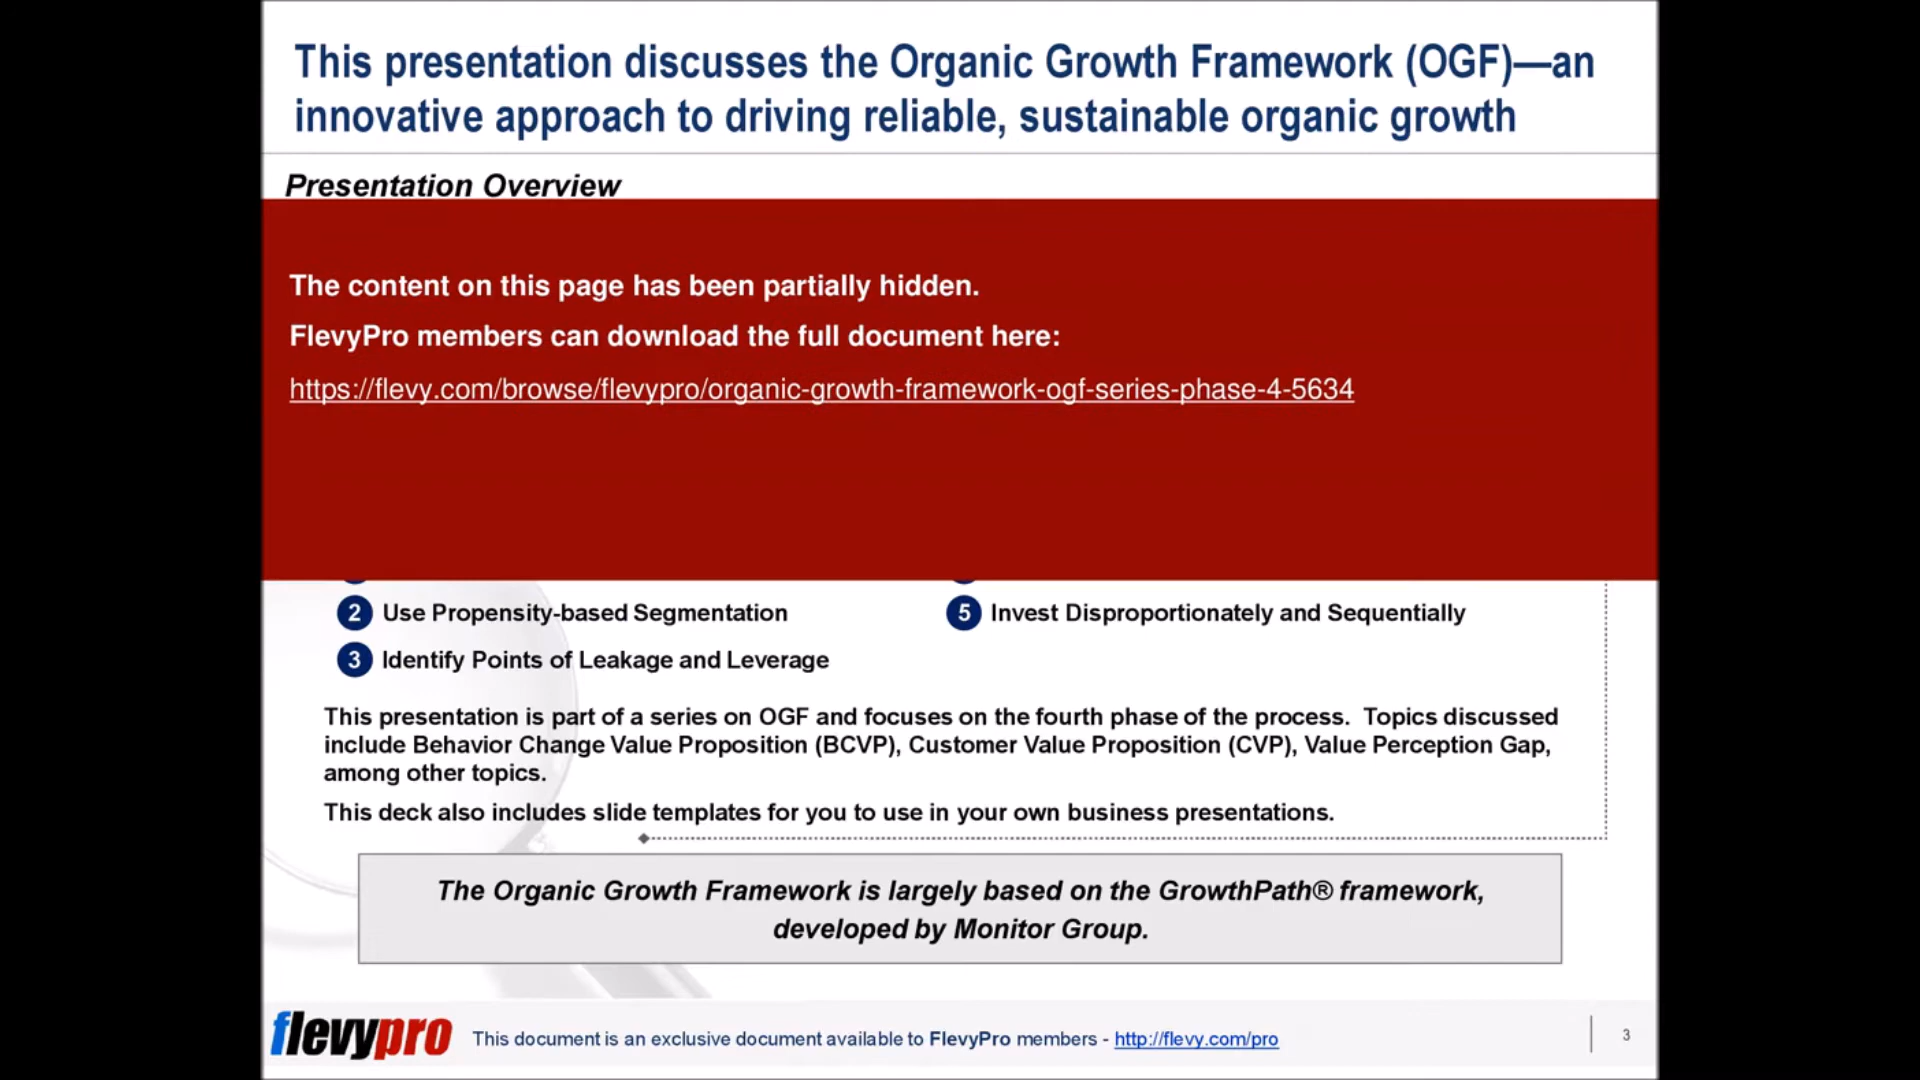 This presentation discusses the Organic Growth Framework (OGF)—an
innovative approach to driving reliable, sustainable organic growth
Presentation Overview
The content on this page has been partially hidden.
FlevyPro members can download the full document here:
https://flevy.com/browse/flevypro/organic-growth-framework-ogf-series-phase-4-5634
2 Use Propensity-based Segmentation
5 Invest Disproportionately and Sequentially
3 Identify Points of Leakage and Leverage
This presentation is part of a series on OGF and focuses on the fourth phase of the process. Topics discussed
include Behavior Change Value Proposition (BCVP), Customer Value Proposition (CVP), Value Perception Gap,
among other topics.
This deck also includes slide templates for you to use in your own business presentations.
The Organic Growth Framework is largely based on the GrowthPath® framework,
developed by Monitor Group.
flevypro This document is an exclusive document available to FlevyPro members - http://flevy.com/pro
3